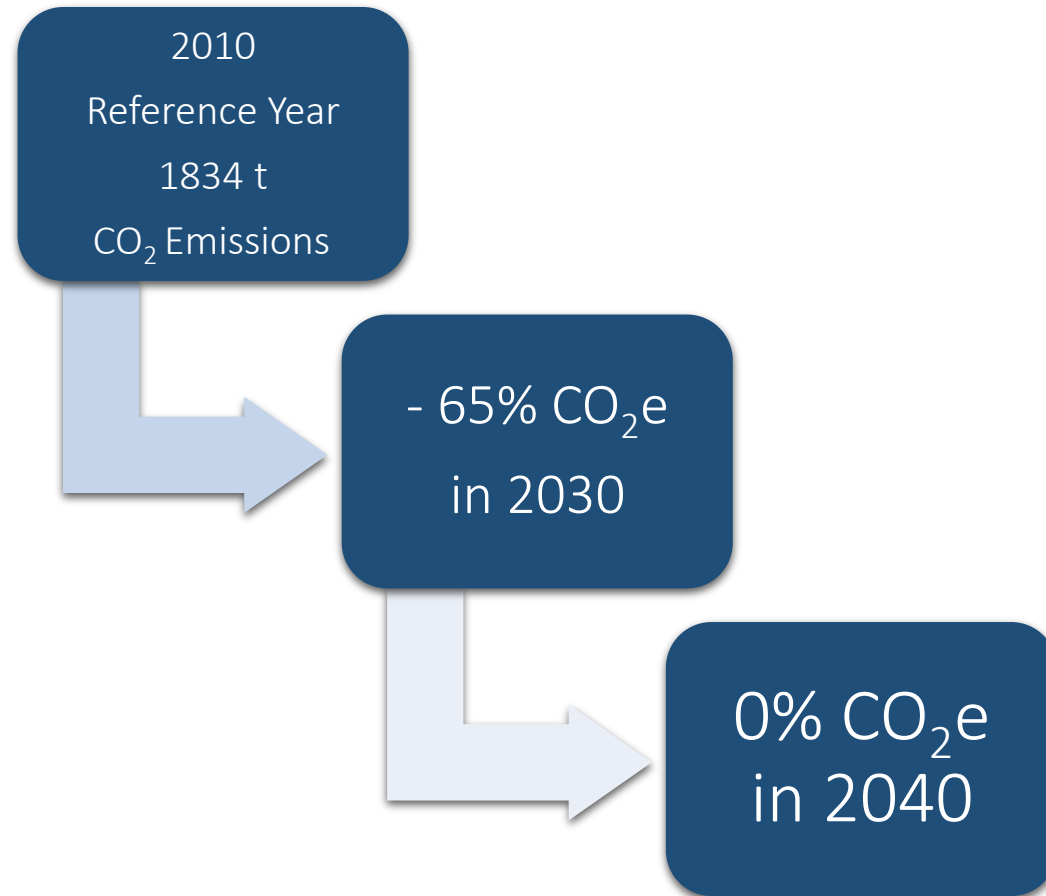 2010
Reference Year
1834 t
CO₂ Emissions
- 65% CO₂e
in 2030
0% CO₂e
in 2040